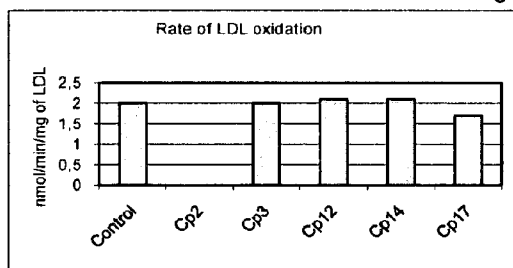 Rate of LDL oxidation
nmol/min/mg of LDL
2,5
2
1,5
1
0,5
0
Control
Cp2
Cp3
Cp12
Cp14
Cp17